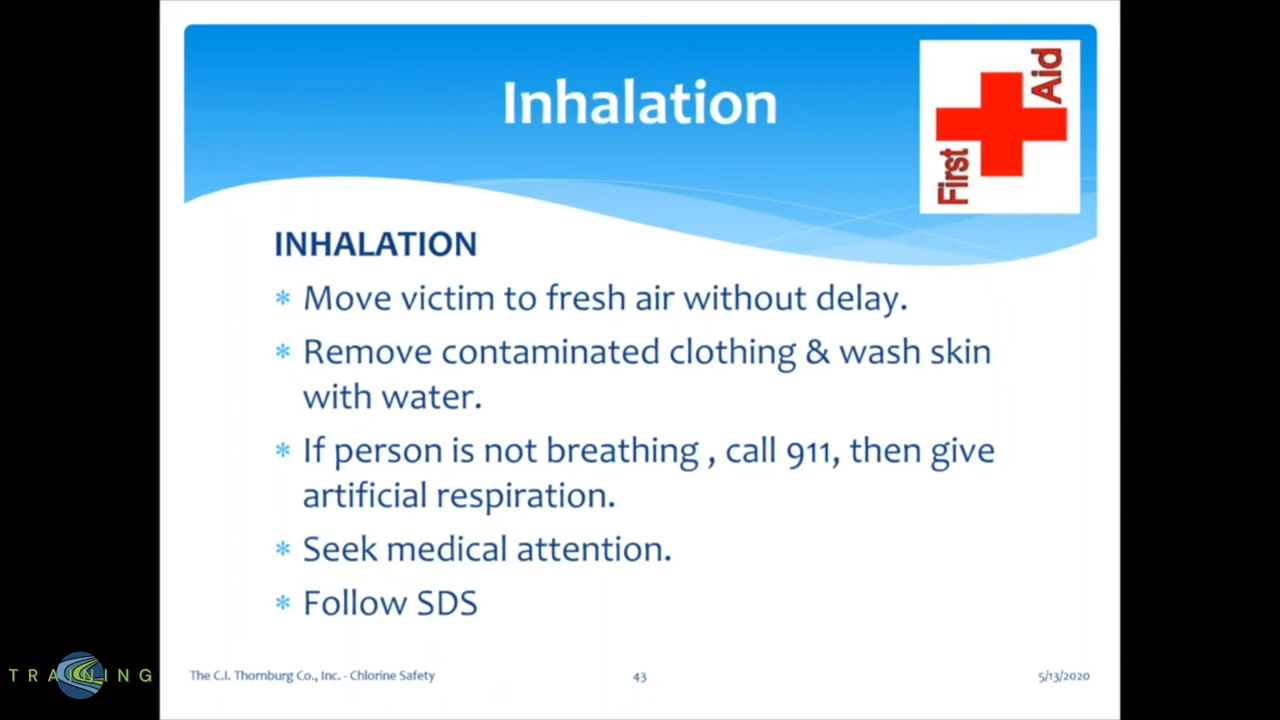 Inhalation
First Aid
INHALATION
* Move victim to fresh air without delay.
* Remove contaminated clothing & wash skin
with water.
* If person is not breathing , call 911, then give
artificial respiration.
* Seek medical attention.
* Follow SDS
TRAINING
The C.I. Thornburg Co., Inc. - Chlorine Safety
43
5/13/2020